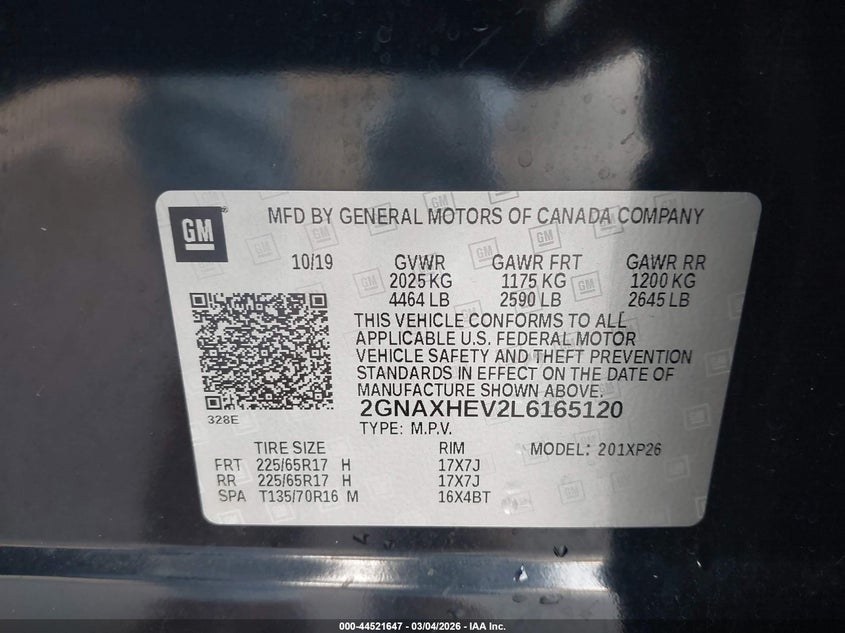 GM
MFD BY GENERAL MOTORS OF CANADA COMPANY
10/19 GVWR GAWR FRT GAWR RR
2025 KG 1175 KG 1200 KG
4464 LB 2590 LB 2645 LB
THIS VEHICLE CONFORMS TO ALL
APPLICABLE U.S. FEDERAL MOTOR
VEHICLE SAFETY AND THEFT PREVENTION
STANDARDS IN EFFECT ON THE DATE OF
MANUFACTURE SHOWN ABOVE.
2GNAXHEV2L6165120
328E
TYPE: M.P.V.
TIRE SIZE RIM MODEL: 201XP26
FRT 225/65R17 H 17X7J
RR 225/65R17 H 17X7J
SPA T135/70R16 M 16X4BT
000-44521647 - 03/04/2026 - IAA Inc.